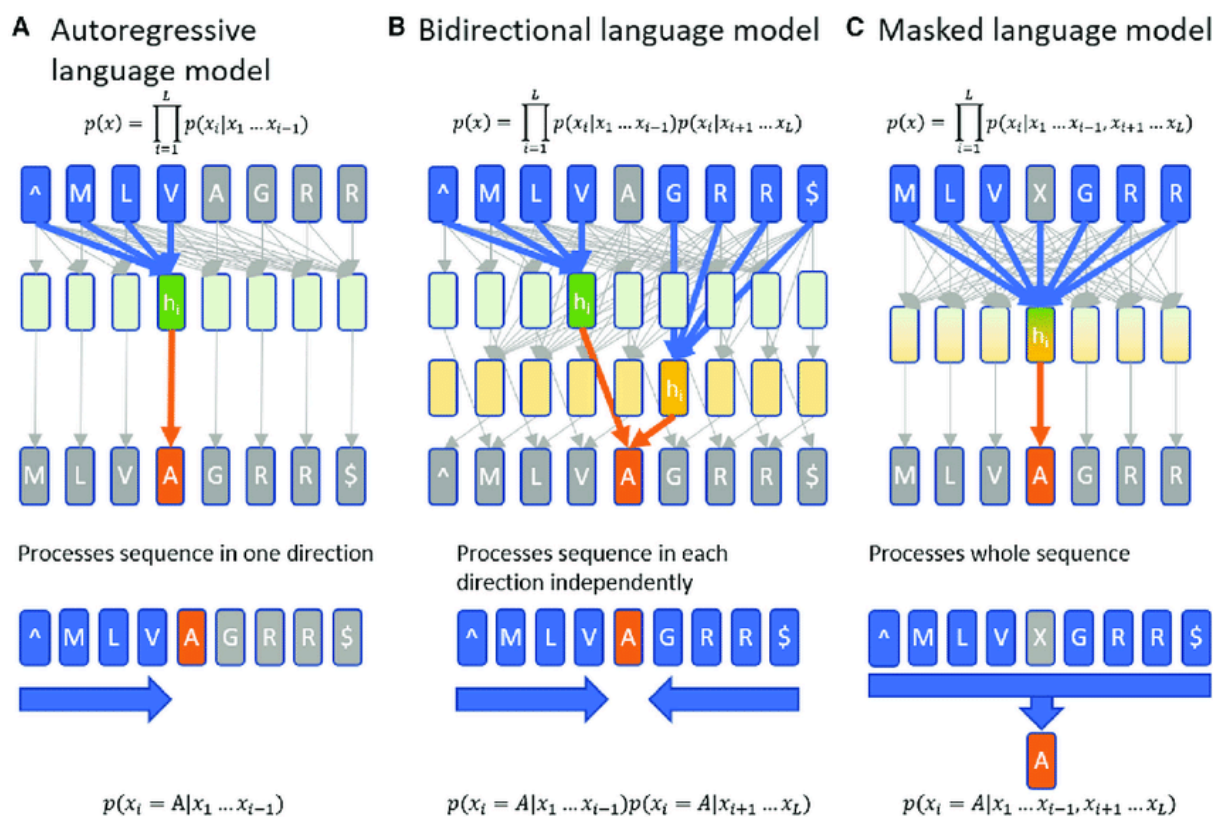 A Autoregressive
language model
p(x) = ∏_{i=1}^{L} p(x_i|x_1 … x_{i-1})
^ M L V A G R R
h_i
M L V A G R R $
Processes sequence in one direction
^ M L V A G R R $
p(x_i = A|x_1 … x_{i-1})
B Bidirectional language model
p(x) = ∏_{i=1}^{L} p(x_i|x_1 … x_{i-1})p(x_i|x_{i+1} … x_L)
^ M L V A G R R $
h_i
h_i
^ M L V A G R R $
Processes sequence in each
direction independently
^ M L V A G R R $
p(x_i = A|x_1 … x_{i-1})p(x_i = A|x_{i+1} … x_L)
C Masked language model
p(x) = ∏_{i=1}^{L} p(x_i|x_1 … x_{i-1}, x_{i+1} … x_L)
M L V X G R R
h_i
M L V A G R R
Processes whole sequence
^ M L V X G R R $
A
p(x_i = A|x_1 … x_{i-1}, x_{i+1} … x_L)